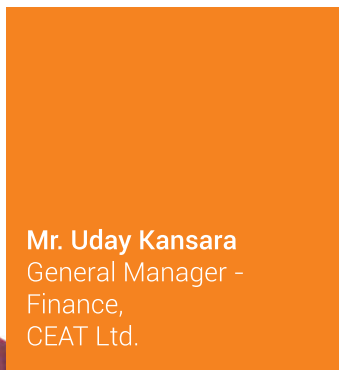 Mr. Uday Kansara
General Manager -
Finance,
CEAT Ltd.